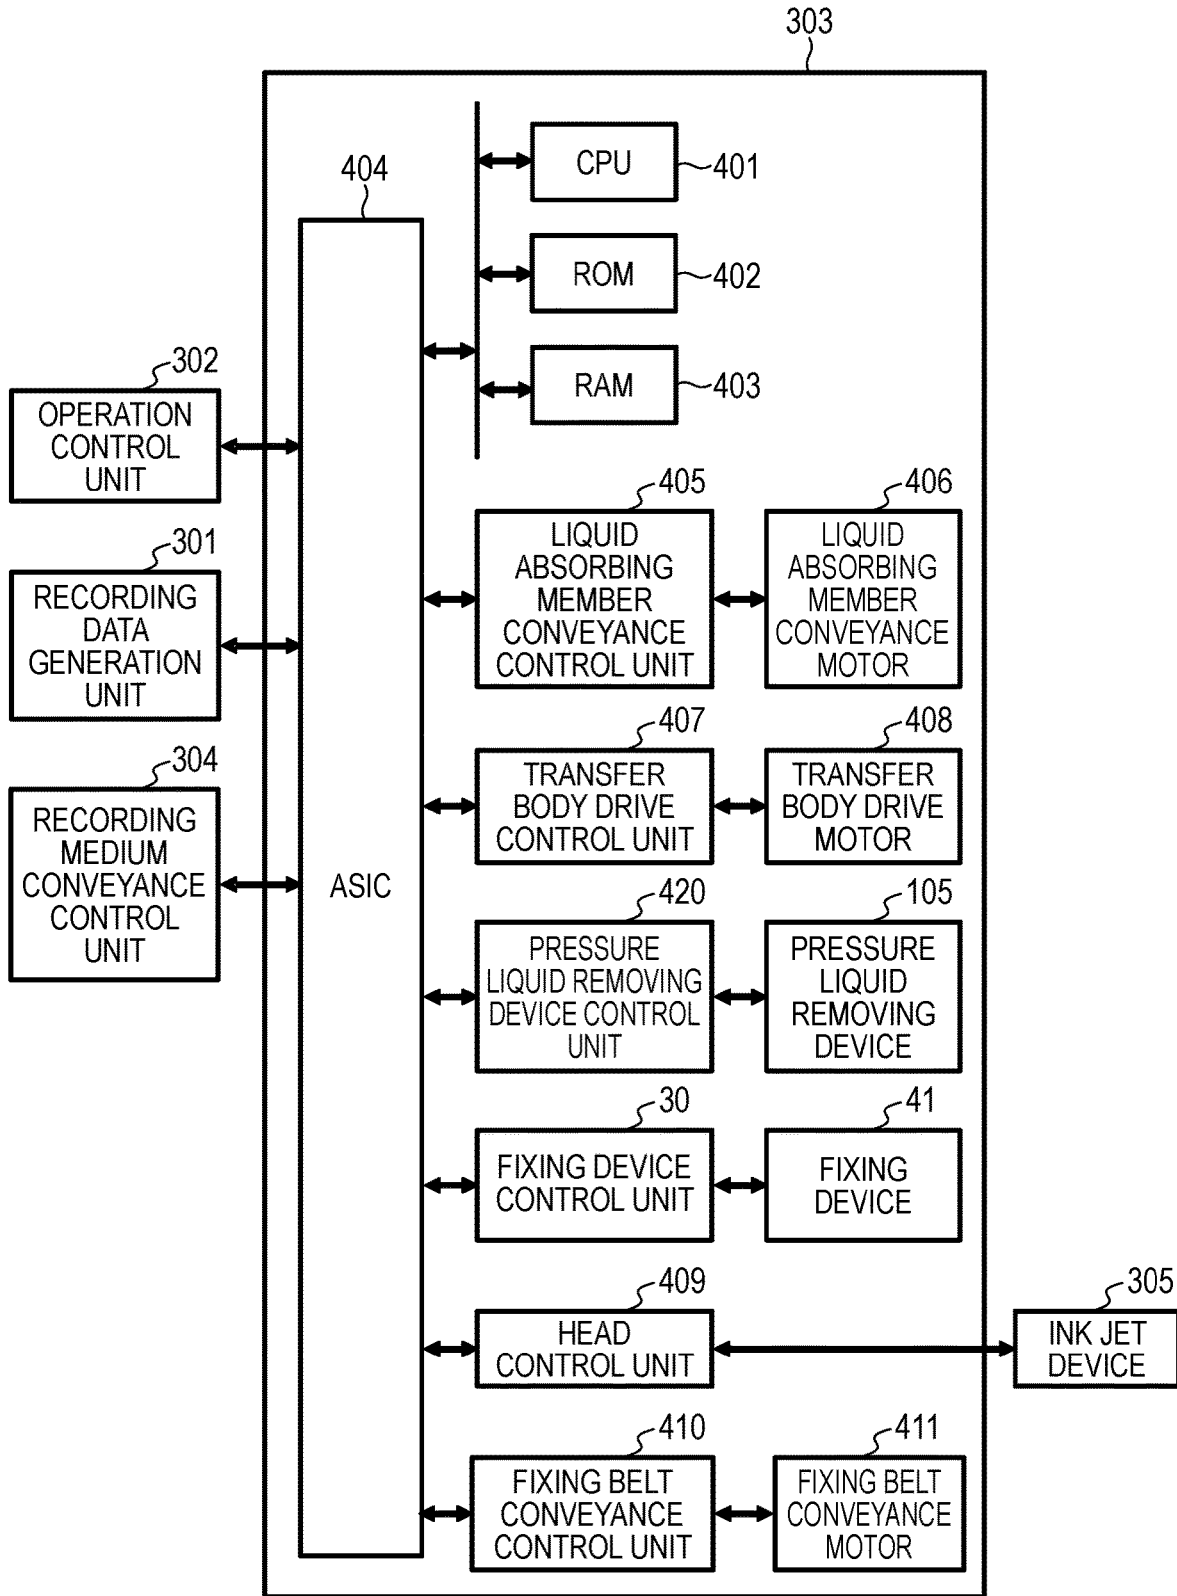 303
404
CPU
401
ROM
402
RAM
403
302
OPERATION
CONTROL
UNIT
301
RECORDING
DATA
GENERATION
UNIT
304
RECORDING
MEDIUM
CONVEYANCE
CONTROL
UNIT
ASIC
405
LIQUID
ABSORBING
MEMBER
CONVEYANCE
CONTROL UNIT
406
LIQUID
ABSORBING
MEMBER
CONVEYANCE
MOTOR
407
TRANSFER
BODY DRIVE
CONTROL UNIT
408
TRANSFER
BODY DRIVE
MOTOR
420
PRESSURE
LIQUID REMOVING
DEVICE CONTROL
UNIT
105
PRESSURE
LIQUID
REMOVING
DEVICE
30
FIXING DEVICE
CONTROL UNIT
41
FIXING
DEVICE
409
HEAD
CONTROL UNIT
305
INK JET
DEVICE
410
FIXING BELT
CONVEYANCE
CONTROL UNIT
411
FIXING BELT
CONVEYANCE
MOTOR